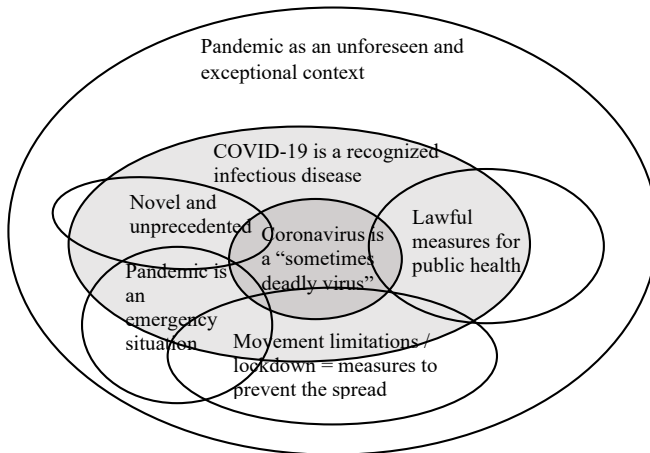 Pandemic as an unforeseen and
exceptional context
COVID-19 is a recognized
infectious disease
Novel and
unprecedented
Coronavirus is
a “sometimes
deadly virus”
Lawful
measures for
public health
Pandemic is
an
emergency
situation
Movement limitations /
lockdown = measures to
prevent the spread